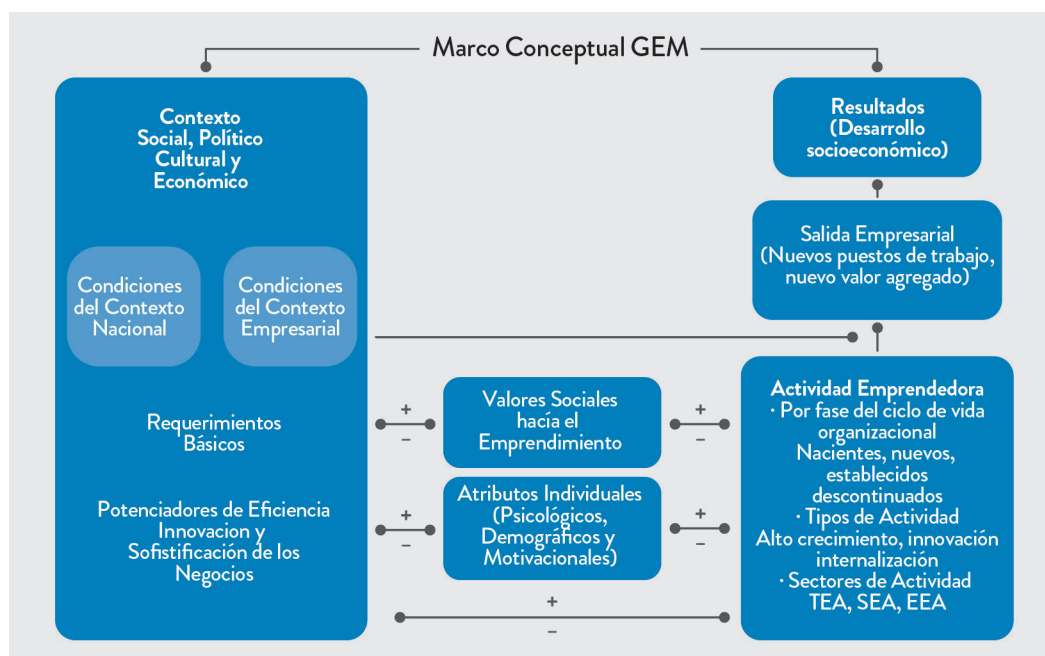 Marco Conceptual GEM
Contexto
Social, Político
Cultural y
Económico
Condiciones
del Contexto
Nacional
Condiciones
del Contexto
Empresarial
Requerimientos
Básicos
Potenciadores de Eficiencia
Innovacion y
Sofistificación de los
Negocios
+
–
+
–
Valores Sociales
hacía el
Emprendimiento
Atributos Individuales
(Psicológicos,
Demográficos y
Motivacionales)
+
–
+
–
+
–
Resultados
(Desarrollo
socioeconómico)
Salida Empresarial
(Nuevos puestos de trabajo,
nuevo valor agregado)
Actividad Emprendedora
· Por fase del ciclo de vida
organizacional
Nacientes, nuevos,
establecidos
descontinuados
· Tipos de Actividad
Alto crecimiento, innovación
internalización
· Sectores de Actividad
TEA, SEA, EEA